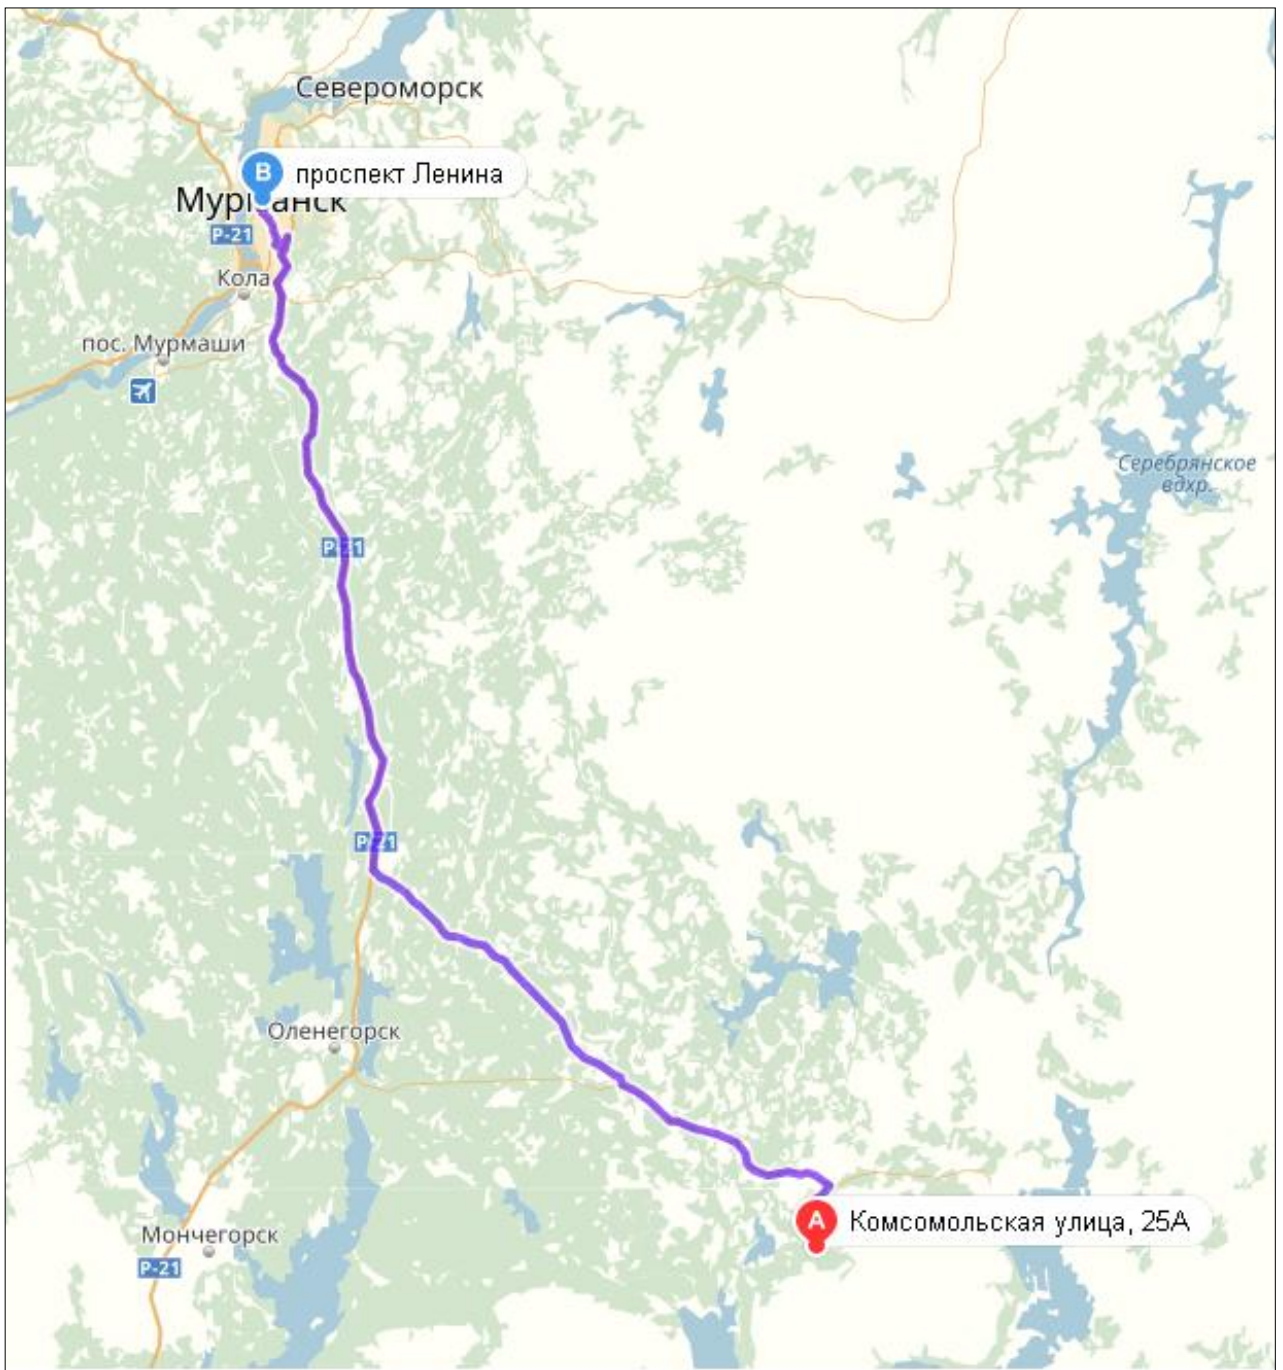 Североморск
B проспект Ленина
Мурманск
Р-21
Кола
пос. Мурмаши
Серебрянское
вдхр.
Р-21
Р-21
Оленегорск
A Комсомольская улица, 25А
Мончегорск
Р-21